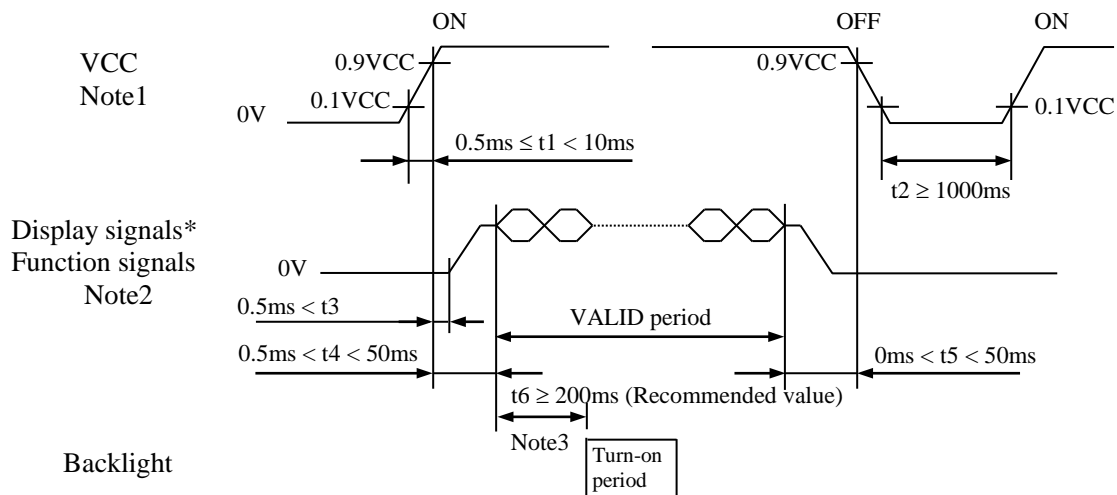 ON
OFF
ON
VCC
Note1
0.9VCC
0.9VCC
0.1VCC
0.1VCC
0V
0.5ms ≤ t1 < 10ms
t2 ≥ 1000ms
Display signals*
Function signals
Note2
0V
0.5ms < t3
VALID period
0.5ms < t4 < 50ms
0ms < t5 < 50ms
t6 ≥ 200ms (Recommended value)
Note3
Backlight
Turn-on
period